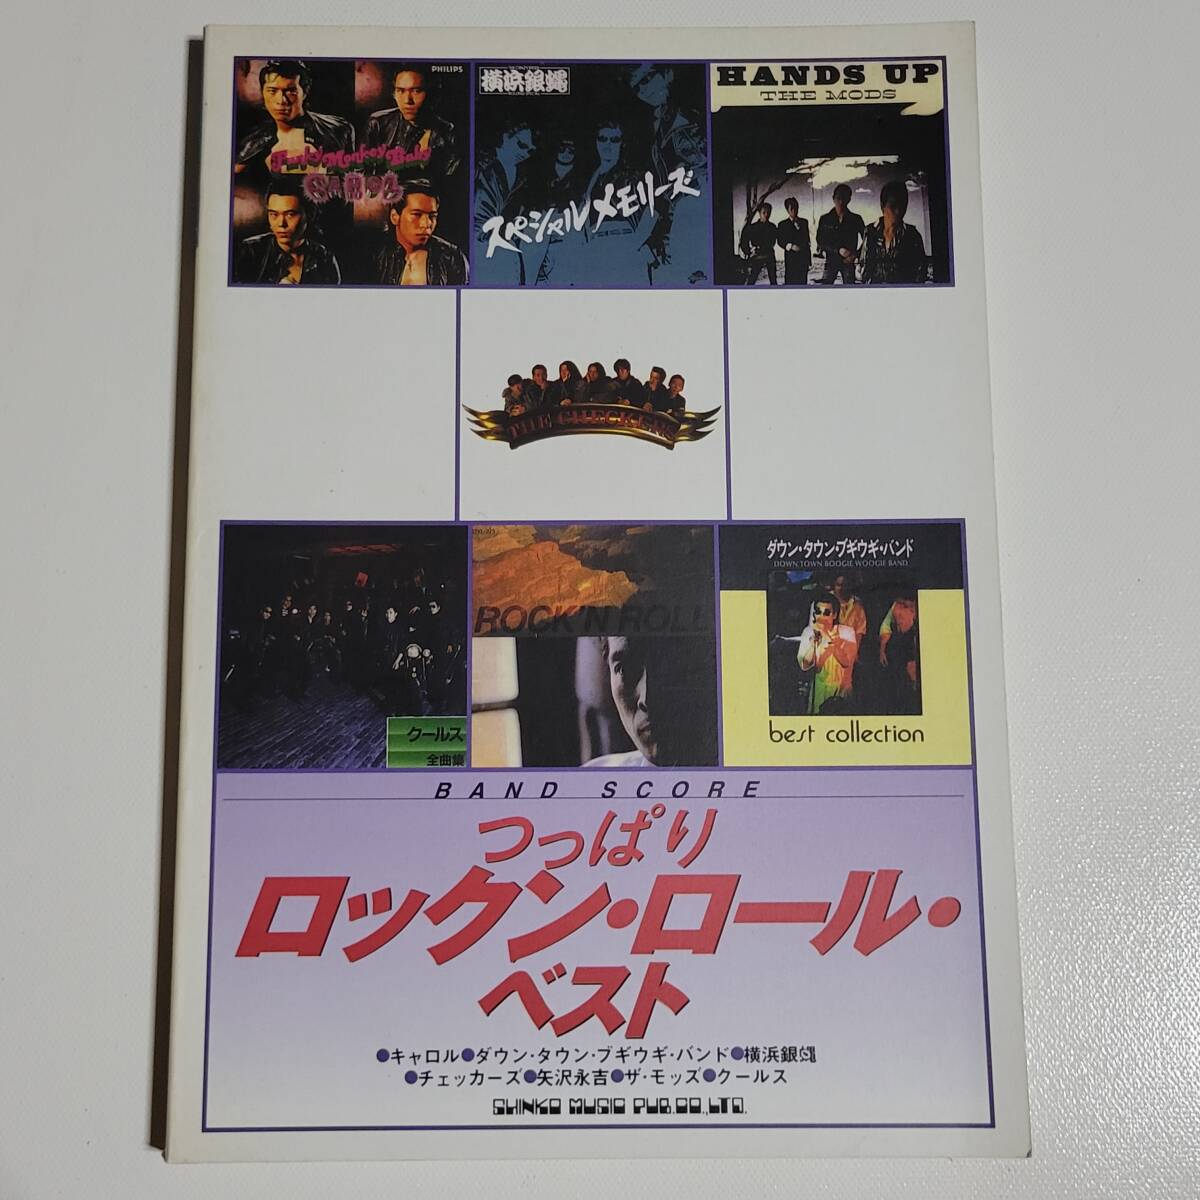 PHILIPS
Funky Monkey Baby
CAROL
横浜銀蝿
スペシャルメモリーズ
HANDS UP
THE MODS
THE CHECKERS
クールス
全曲集
ROCK'N ROLL
ダウン・タウン・ブギウギ・バンド
DOWN TOWN BOOGIE WOOGIE BAND
best collection
BAND SCORE
つっぱり
ロックン・ロール・
ベスト
●キャロル●ダウン・タウン・ブギウギ・バンド●横浜銀蝿
●チェッカーズ●矢沢永吉●ザ・モッズ●クールス
SHINKO MUSIC PUB.CO.,LTD.